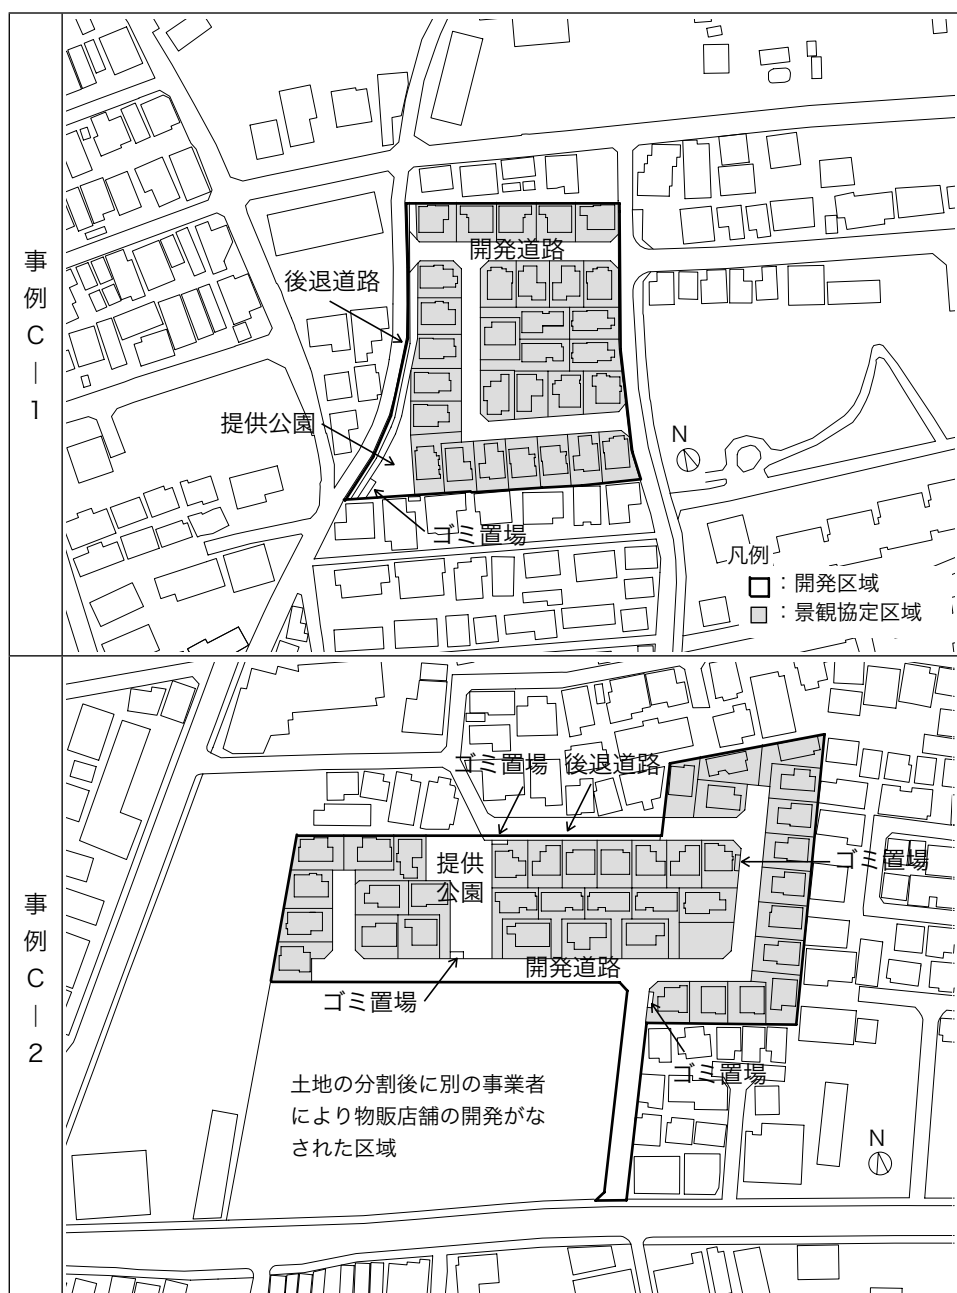 事例C−1
開発道路
後退道路
提供公園
N
ゴミ置場
凡例
：開発区域
：景観協定区域
事例C−2
ゴミ置場
後退道路
提供
公園
ゴミ置場
開発道路
ゴミ置場
ゴミ置場
土地の分割後に別の事業者
により物販店舗の開発がな
された区域
N